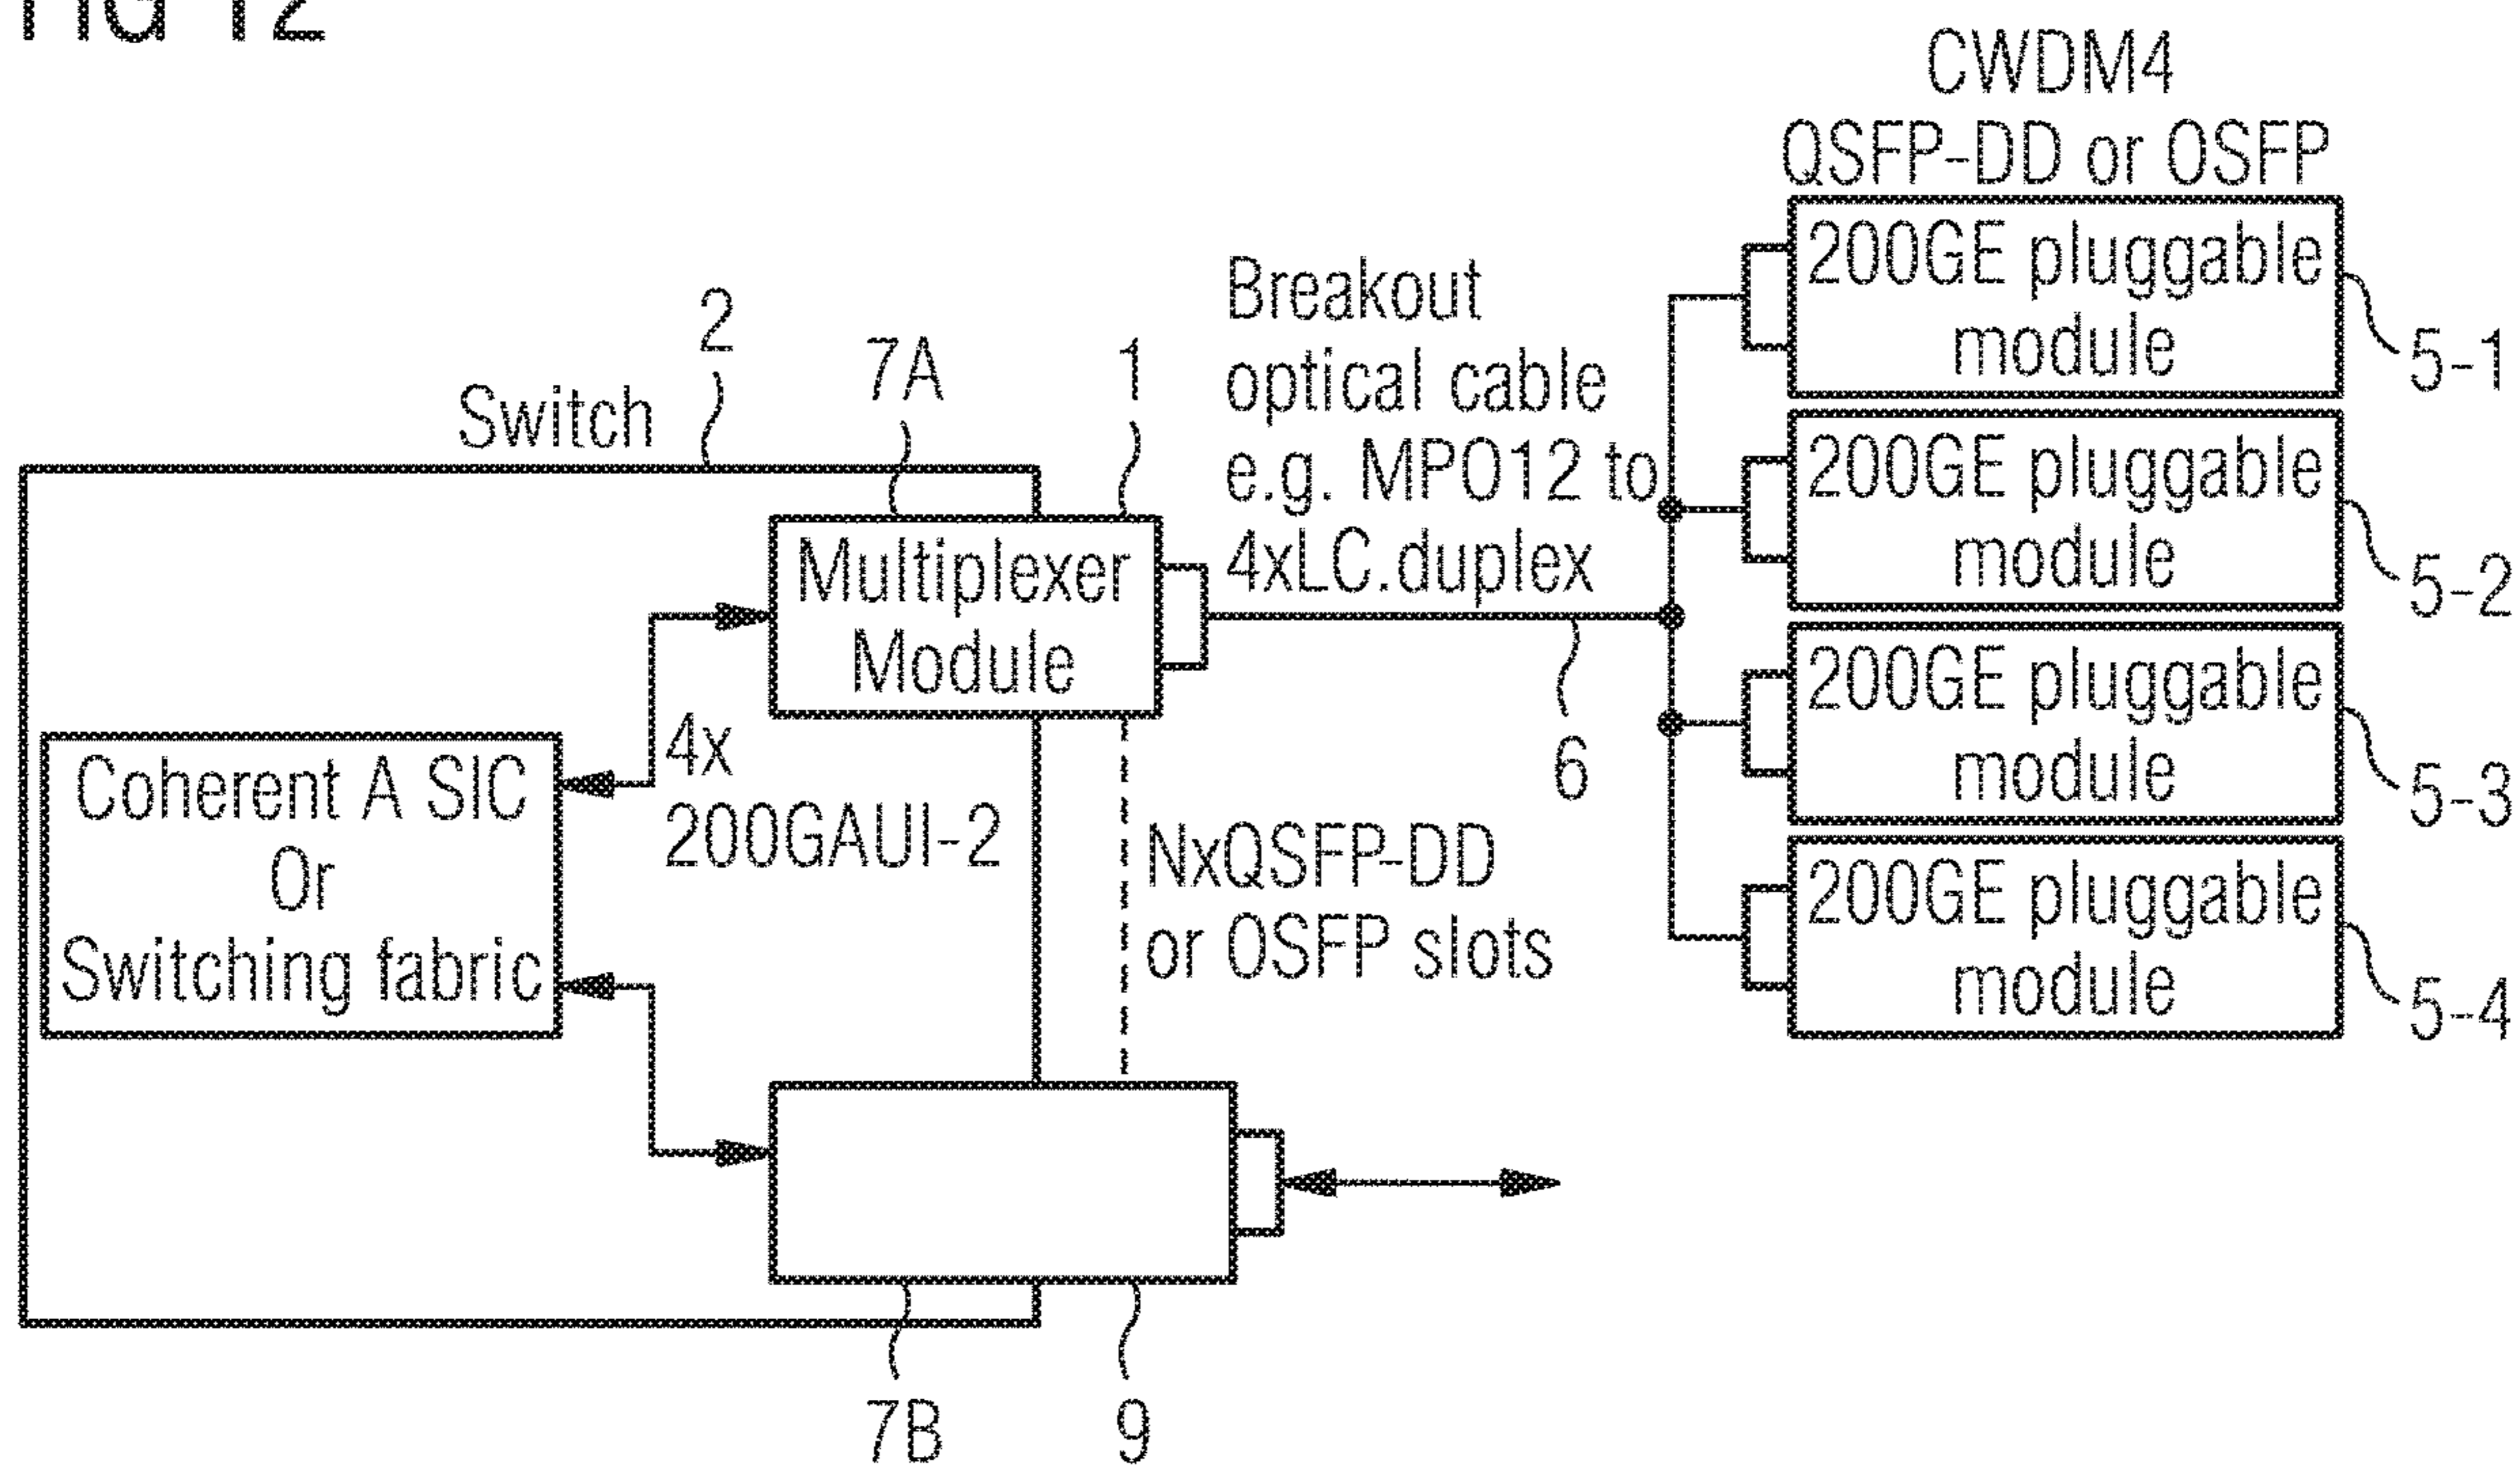 FIG 12
CWDM4
QSFP-DD or OSFP
200GE pluggable
module
5-1
200GE pluggable
module
5-2
200GE pluggable
module
5-3
200GE pluggable
module
5-4
Breakout
optical cable
e.g. MPO12 to
4xLC.duplex
6
2
Switch
7A
1
Multiplexer
Module
4x
200GAUI-2
Coherent A SIC
Or
Switching fabric
NxQSFP-DD
or OSFP slots
7B
9